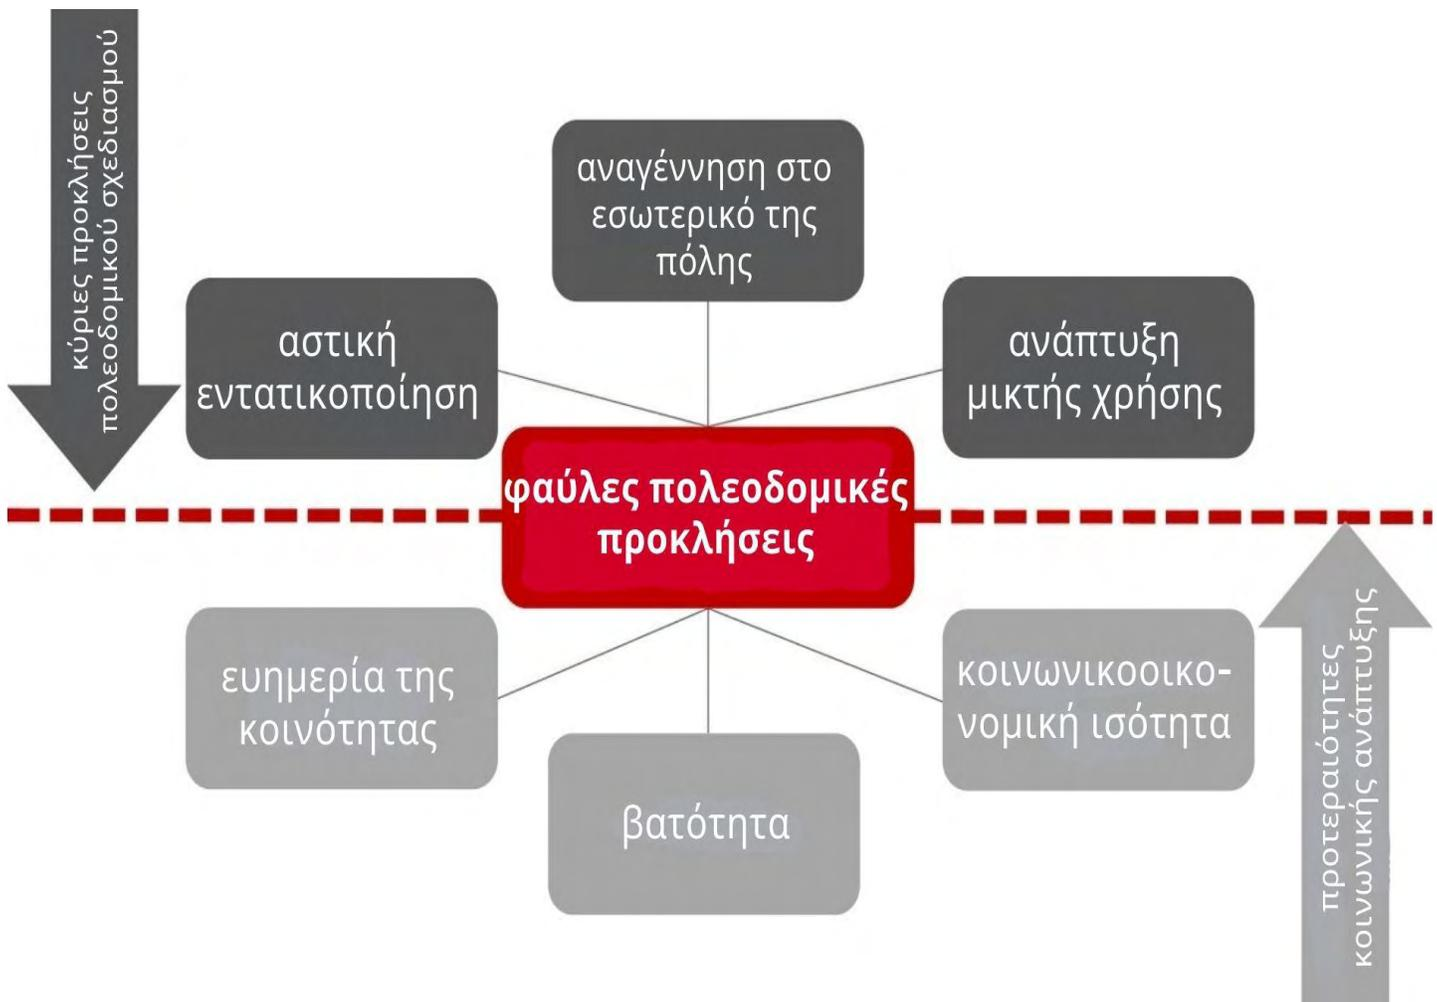 κύριες προκλήσεις
πολεοδομικού σχεδιασμού
αναγέννηση στο
εσωτερικό της
πόλης
αστική
εντατικοποίηση
ανάπτυξη
μικτής χρήσης
φαύλες πολεοδομικές
προκλήσεις
ευημερία της
κοινότητας
κοινωνικοοικο-
νομική ισότητα
βατότητα
προτεραιότητες
κοινωνικής ανάπτυξης